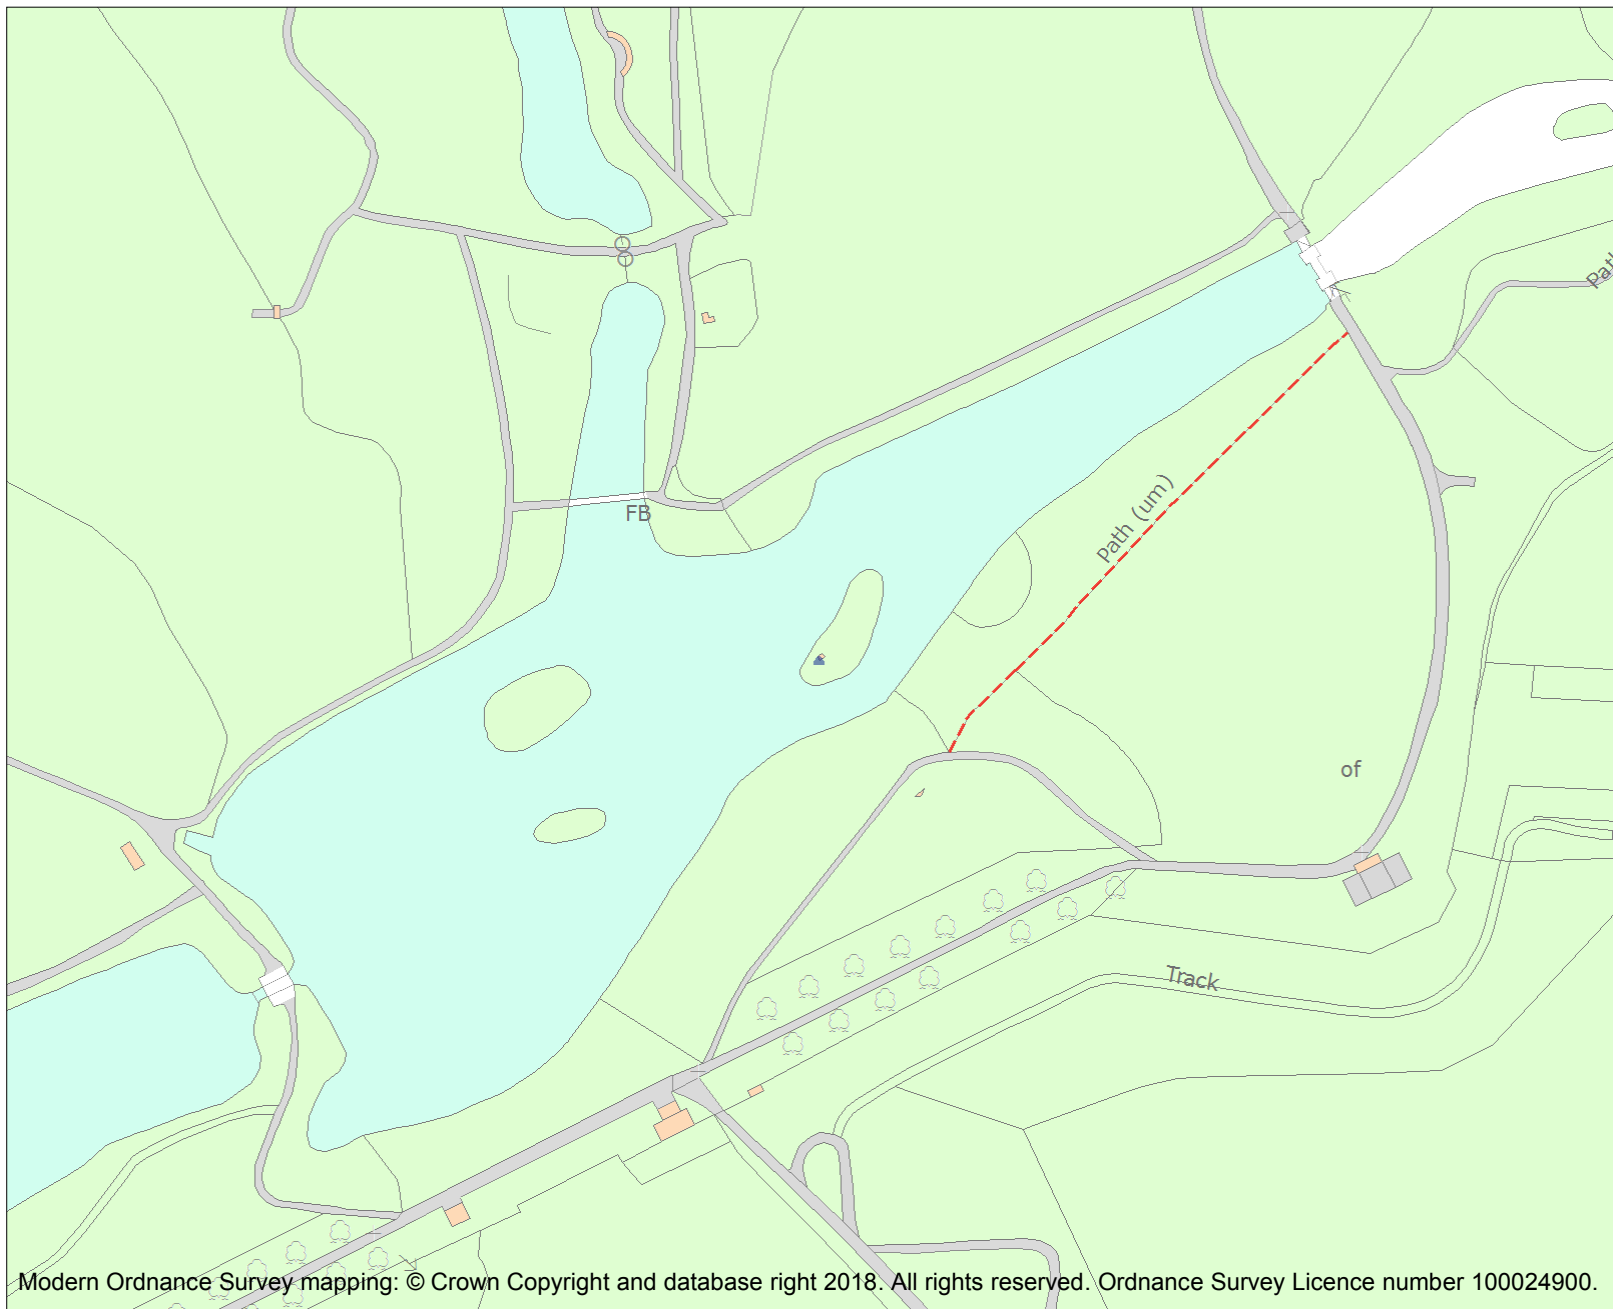 Path
FB
Path (um)
of
Track
Modern Ordnance Survey mapping: © Crown Copyright and database right 2018. All rights reserved. Ordnance Survey Licence number 100024900.